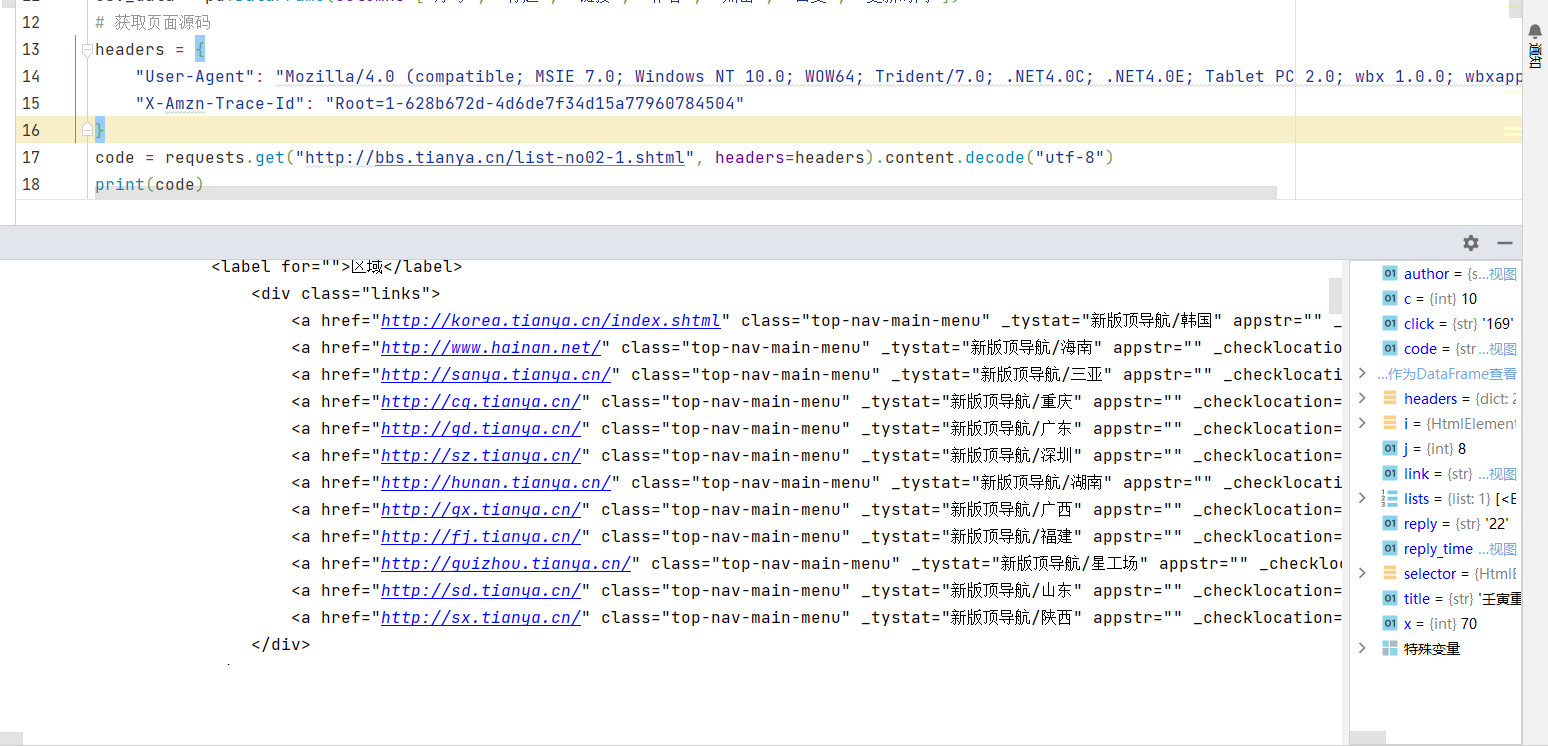 12 # 获取页面源码
13 headers = {
14 "User-Agent": "Mozilla/4.0 (compatible; MSIE 7.0; Windows NT 10.0; WOW64; Trident/7.0; .NET4.0C; .NET4.0E; Tablet PC 2.0; wbx 1.0.0; wbxapp
15 "X-Amzn-Trace-Id": "Root=1-628b672d-4d6de7f34d15a77960784504"
16 }
17 code = requests.get("http://bbs.tianya.cn/list-no02-1.shtml", headers=headers).content.decode("utf-8")
18 print(code)
通知
<label for="">区域</label>
<div class="links">
<a href="http://korea.tianya.cn/index.shtml" class="top-nav-main-menu" _tystat="新版顶导航/韩国" appstr="" _
<a href="http://www.hainan.net/" class="top-nav-main-menu" _tystat="新版顶导航/海南" appstr="" _checklocatio
<a href="http://sanya.tianya.cn/" class="top-nav-main-menu" _tystat="新版顶导航/三亚" appstr="" _checklocati
<a href="http://cq.tianya.cn/" class="top-nav-main-menu" _tystat="新版顶导航/重庆" appstr="" _checklocation=
<a href="http://gd.tianya.cn/" class="top-nav-main-menu" _tystat="新版顶导航/广东" appstr="" _checklocation=
<a href="http://sz.tianya.cn/" class="top-nav-main-menu" _tystat="新版顶导航/深圳" appstr="" _checklocation=
<a href="http://hunan.tianya.cn/" class="top-nav-main-menu" _tystat="新版顶导航/湖南" appstr="" _checklocati
<a href="http://gx.tianya.cn/" class="top-nav-main-menu" _tystat="新版顶导航/广西" appstr="" _checklocation=
<a href="http://fj.tianya.cn/" class="top-nav-main-menu" _tystat="新版顶导航/福建" appstr="" _checklocation=
<a href="http://guizhou.tianya.cn/" class="top-nav-main-menu" _tystat="新版顶导航/星工场" appstr="" _checklo
<a href="http://sd.tianya.cn/" class="top-nav-main-menu" _tystat="新版顶导航/山东" appstr="" _checklocation=
<a href="http://sx.tianya.cn/" class="top-nav-main-menu" _tystat="新版顶导航/陕西" appstr="" _checklocation=
</div>
author = {s...视图
c = {int} 10
click = {str} '169'
code = {str ...视图
...作为DataFrame查看
headers = {dict: 2
i = {HtmlElement
j = {int} 8
link = {str} ...视图
lists = {list: 1} [<E
reply = {str} '22'
reply_time ...视图
selector = {HtmlE
title = {str} '壬寅重
x = {int} 70
特殊变量